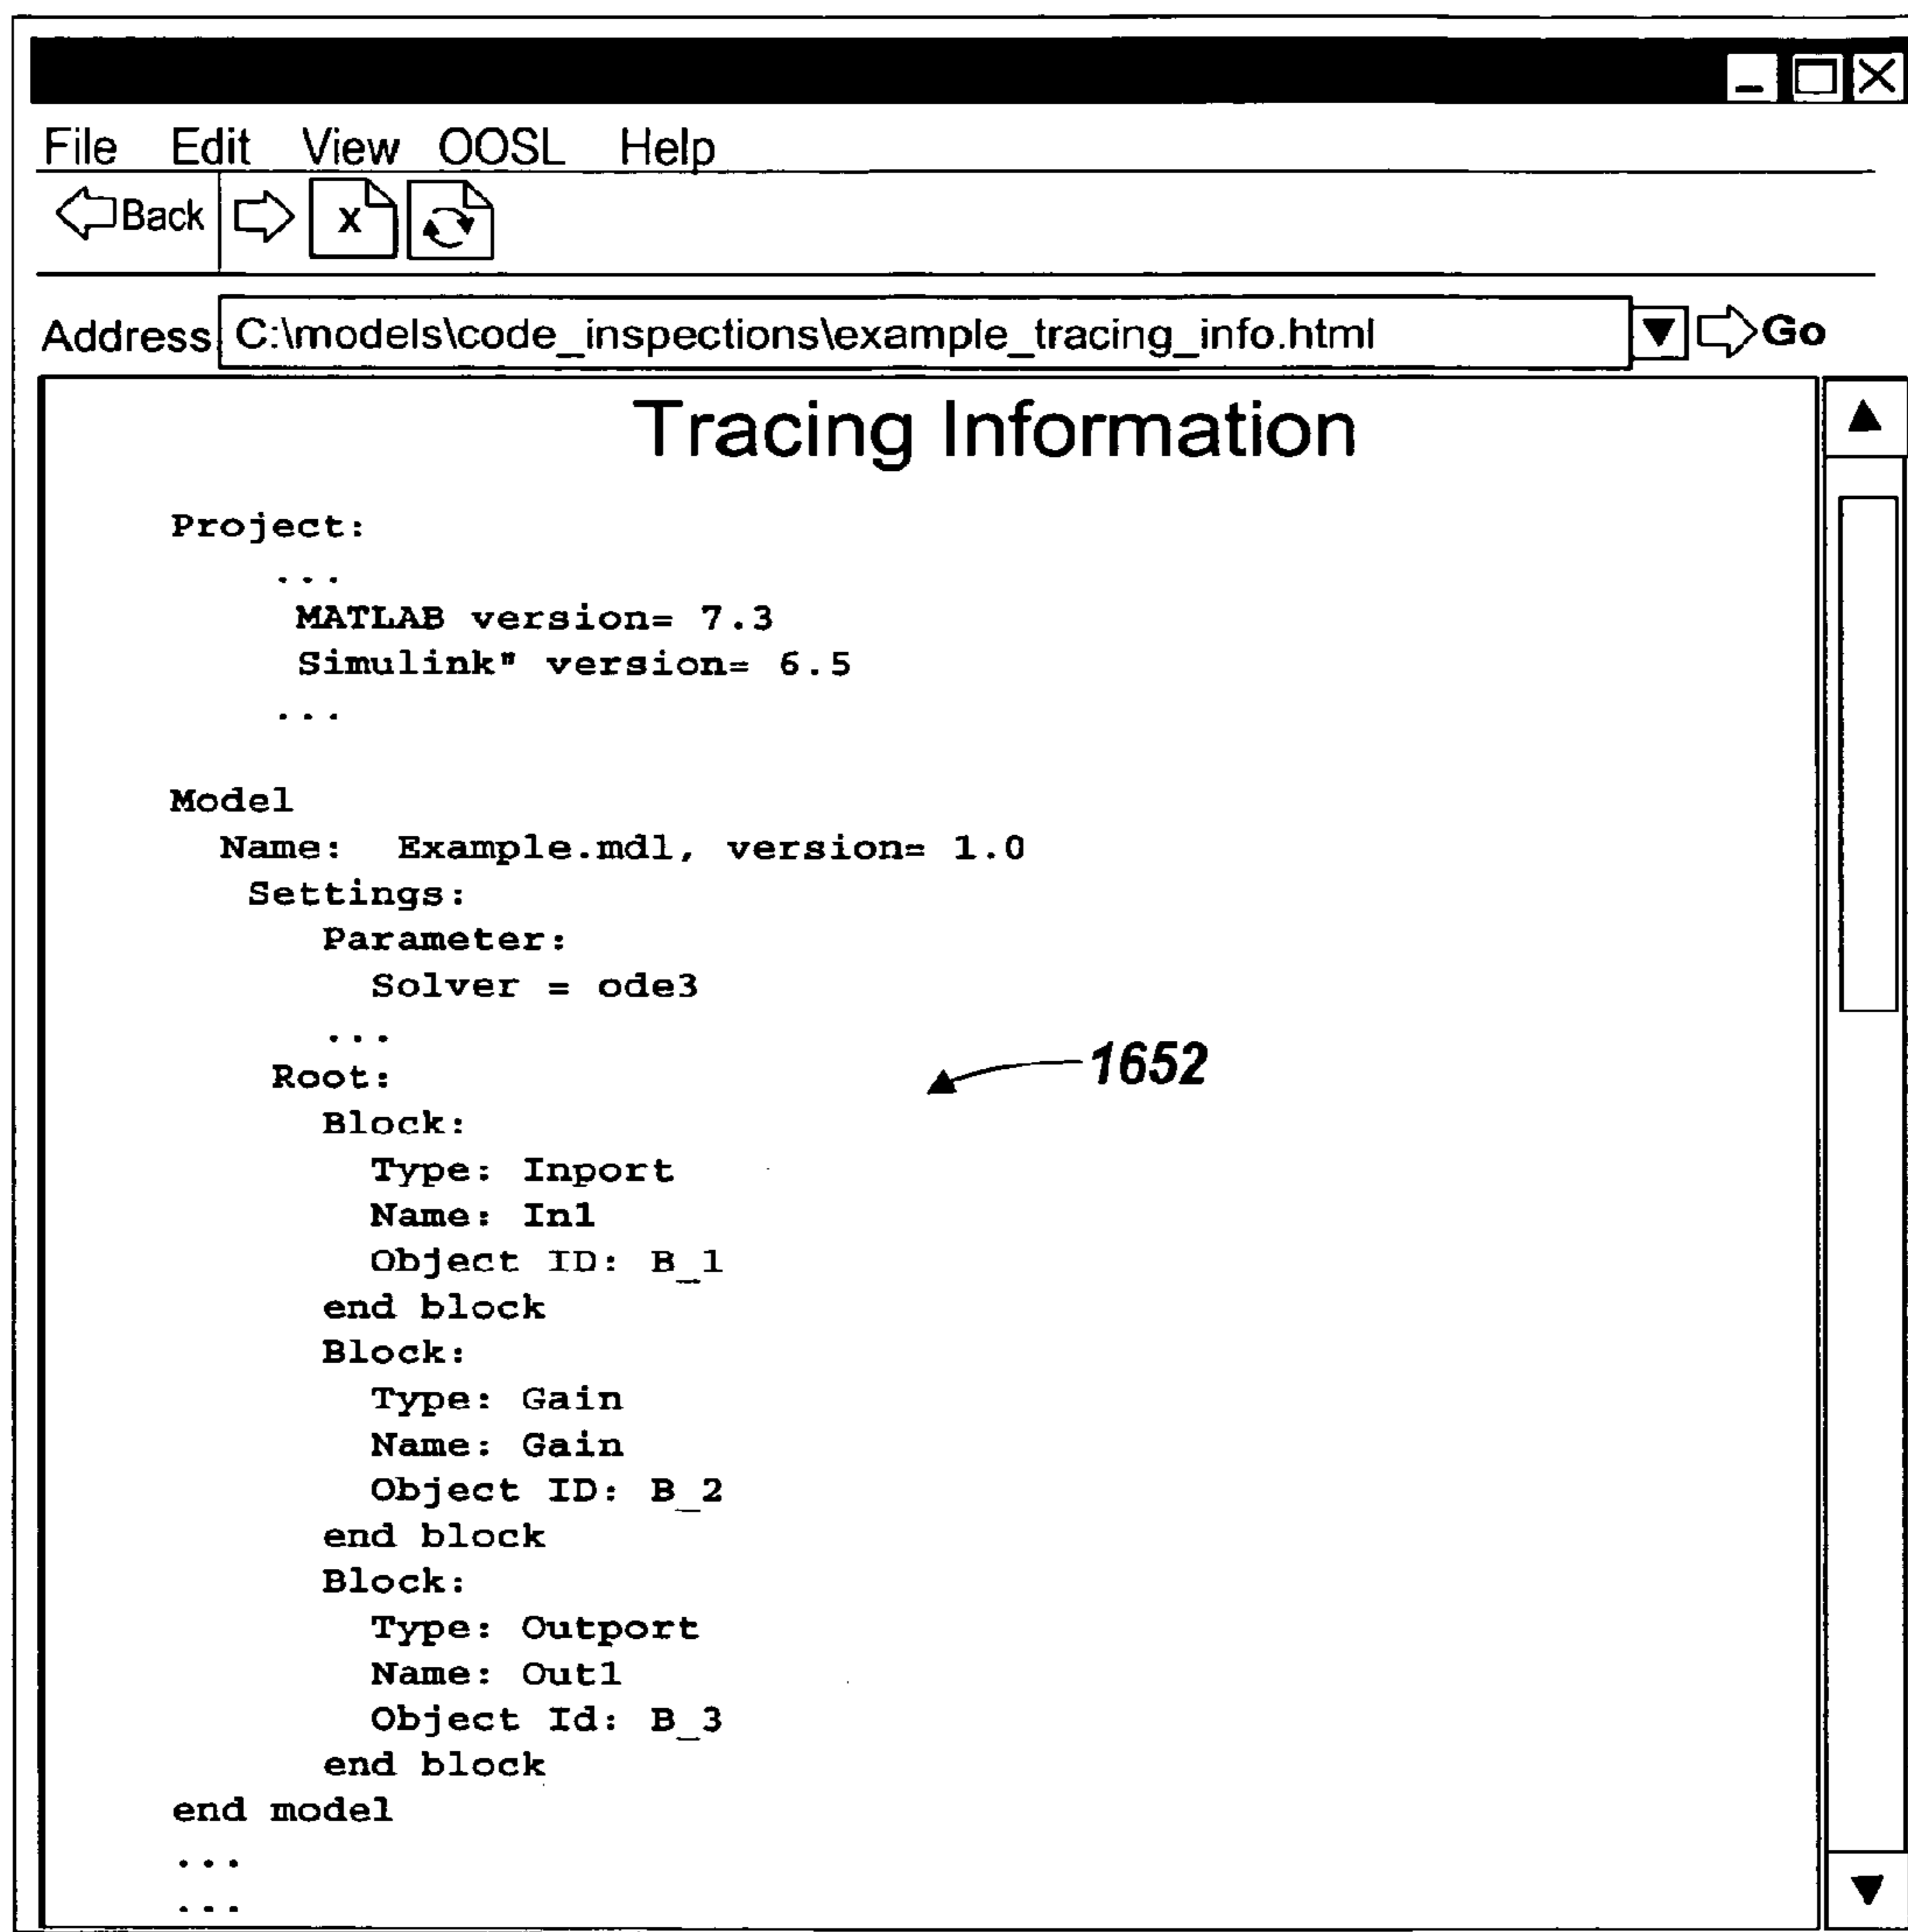 File Edit View OOSL Help
Back X
Address C:\models\code_inspections\example_tracing_info.html Go
Tracing Information
Project:
...
MATLAB version= 7.3
Simulink" version= 6.5
...
Model
Name: Example.mdl, version= 1.0
Settings:
Parameter:
Solver = ode3
...
1652
Root:
Block:
Type: Inport
Name: In1
Object ID: B_1
end block
Block:
Type: Gain
Name: Gain
Object ID: B_2
end block
Block:
Type: Outport
Name: Out1
Object Id: B_3
end block
end model
...
...